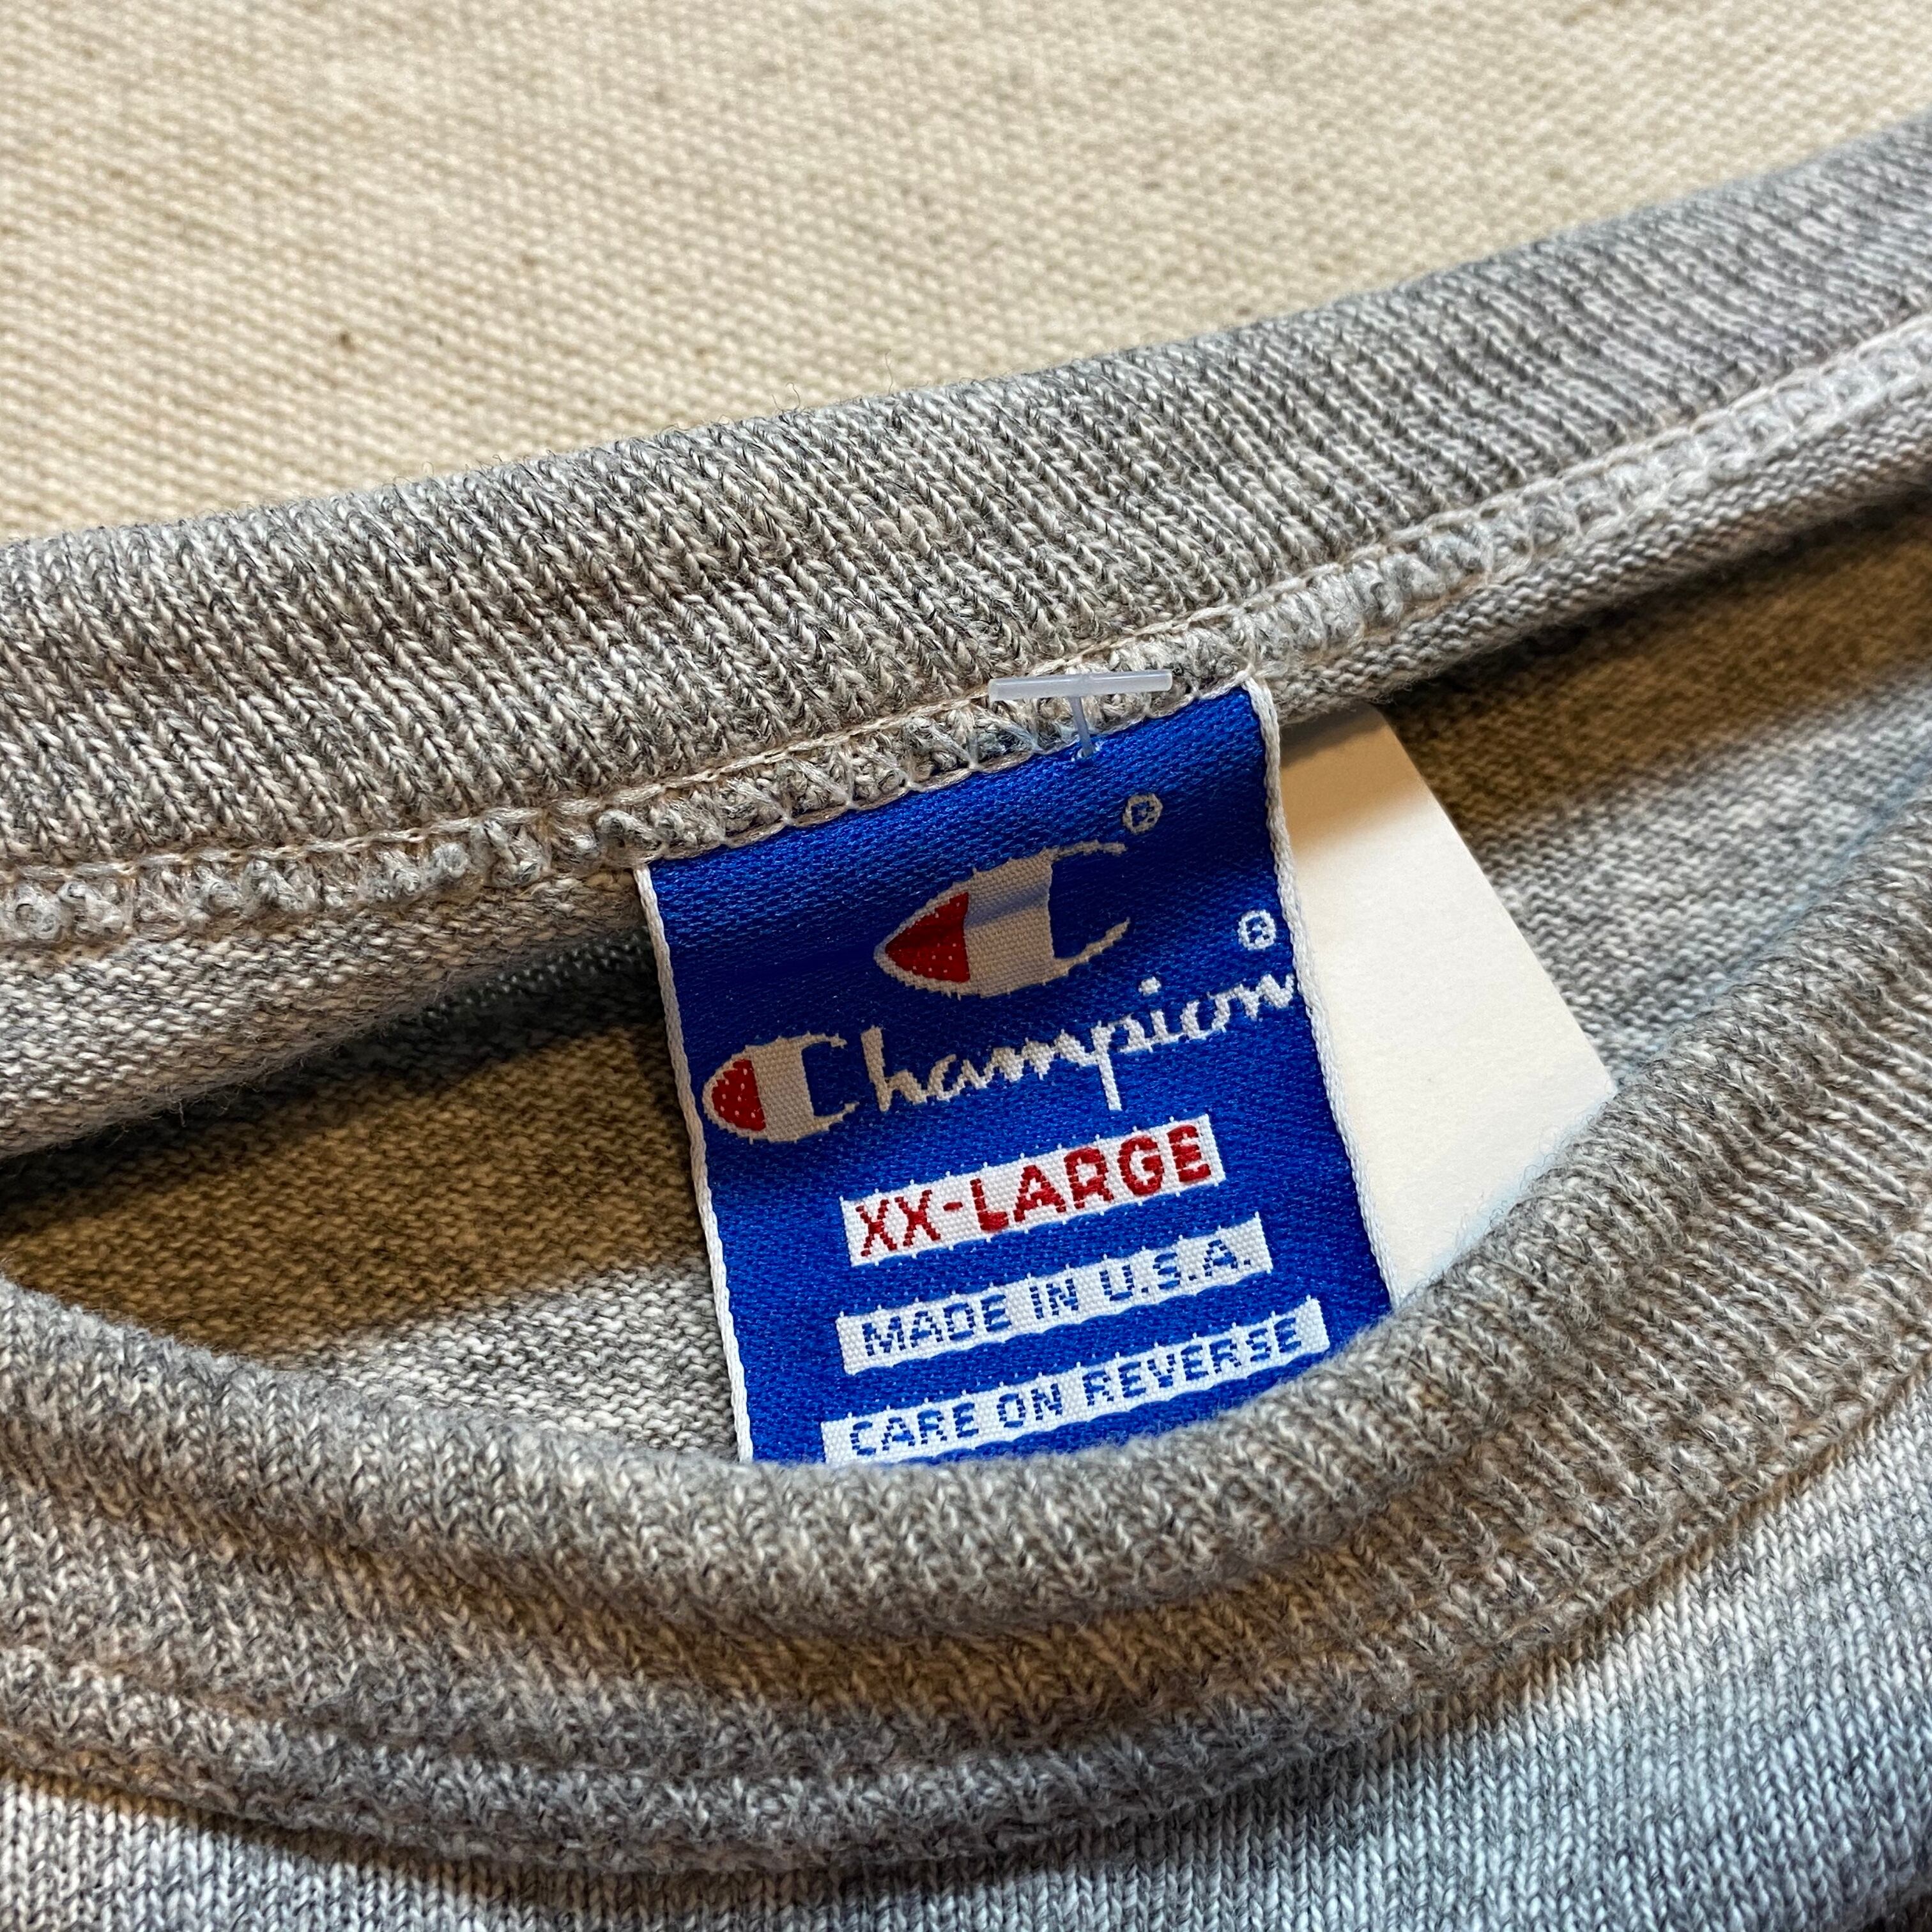 ®
C
®
Champion
XX-LARGE
MADE IN U.S.A.
CARE ON REVERSE